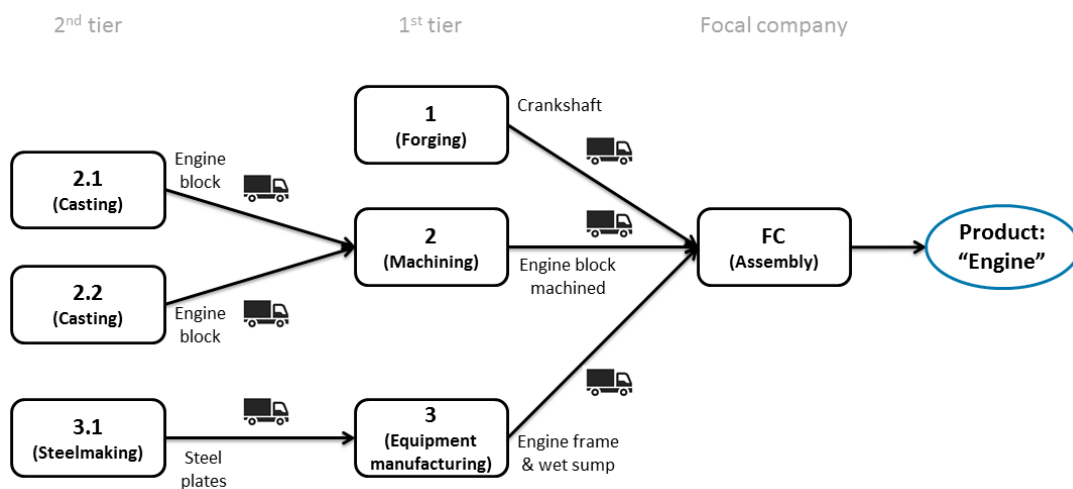 2nd tier
1st tier
Focal company
1
(Forging)
Crankshaft
2.1
(Casting)
Engine
block
2
(Machining)
Engine block
machined
FC
(Assembly)
Product:
“Engine”
2.2
(Casting)
Engine
block
3.1
(Steelmaking)
Steel
plates
3
(Equipment
manufacturing)
Engine frame
& wet sump